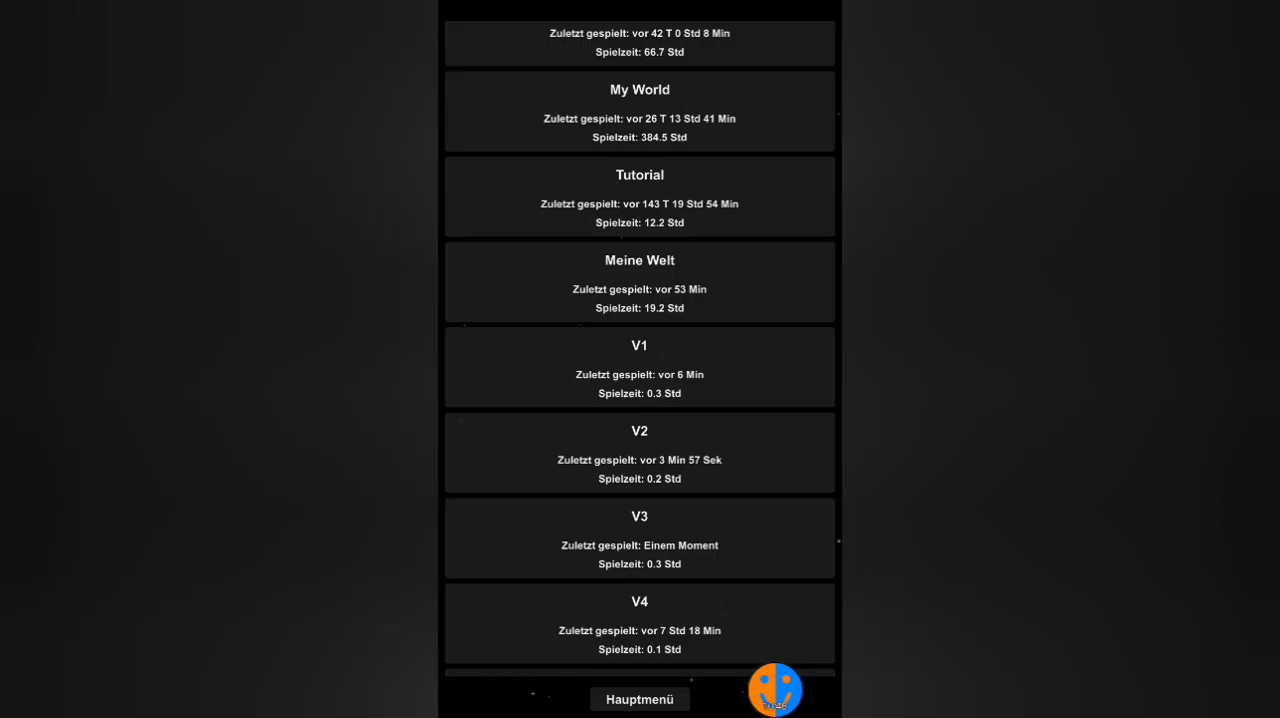 Zuletzt gespielt: vor 42 T 0 Std 8 Min
Spielzeit: 66.7 Std
My World
Zuletzt gespielt: vor 26 T 13 Std 41 Min
Spielzeit: 384.5 Std
Tutorial
Zuletzt gespielt: vor 143 T 19 Std 54 Min
Spielzeit: 12.2 Std
Meine Welt
Zuletzt gespielt: vor 53 Min
Spielzeit: 19.2 Std
V1
Zuletzt gespielt: vor 6 Min
Spielzeit: 0.3 Std
V2
Zuletzt gespielt: vor 3 Min 57 Sek
Spielzeit: 0.2 Std
V3
Zuletzt gespielt: Einem Moment
Spielzeit: 0.3 Std
V4
Zuletzt gespielt: vor 7 Std 18 Min
Spielzeit: 0.1 Std
Hauptmenü